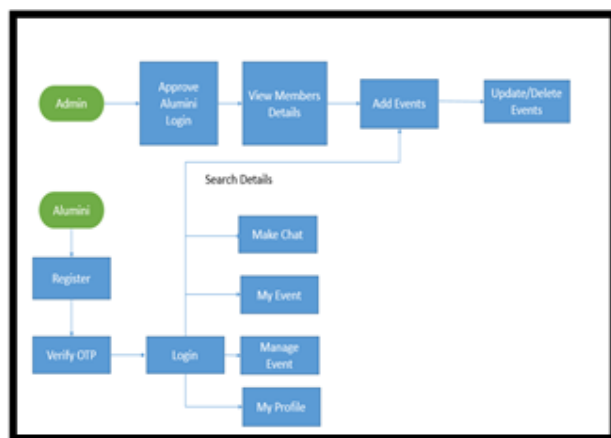 Admin
Approve
Alumini
Login
View Members
Details
Add Events
Update/Delete
Events
Search Details
Alumini
Make Chat
Register
My Event
Verify OTP
Login
Manage
Event
My Profile